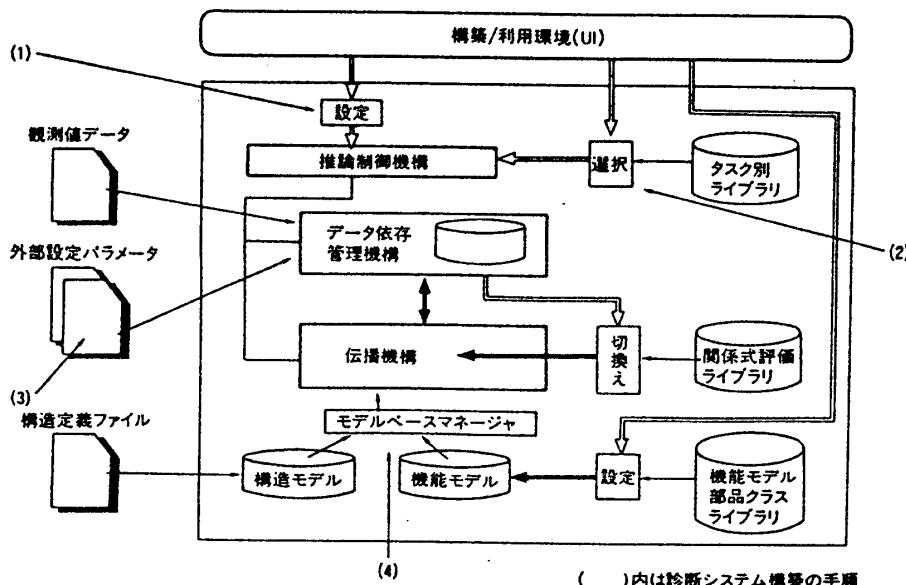 構築/利用環境(UI)
(1)
設定
観測値データ
推論制御機構
選択
タスク別
ライブラリ
データ依存
管理機構
(2)
外部設定パラメータ
伝播機構
切換え
関係式評価
ライブラリ
(3)
構造定義ファイル
モデルベースマネージャ
構造モデル
機能モデル
設定
機能モデル
部品クラス
ライブラリ
(4)
(　　)内は診断システム構築の手順